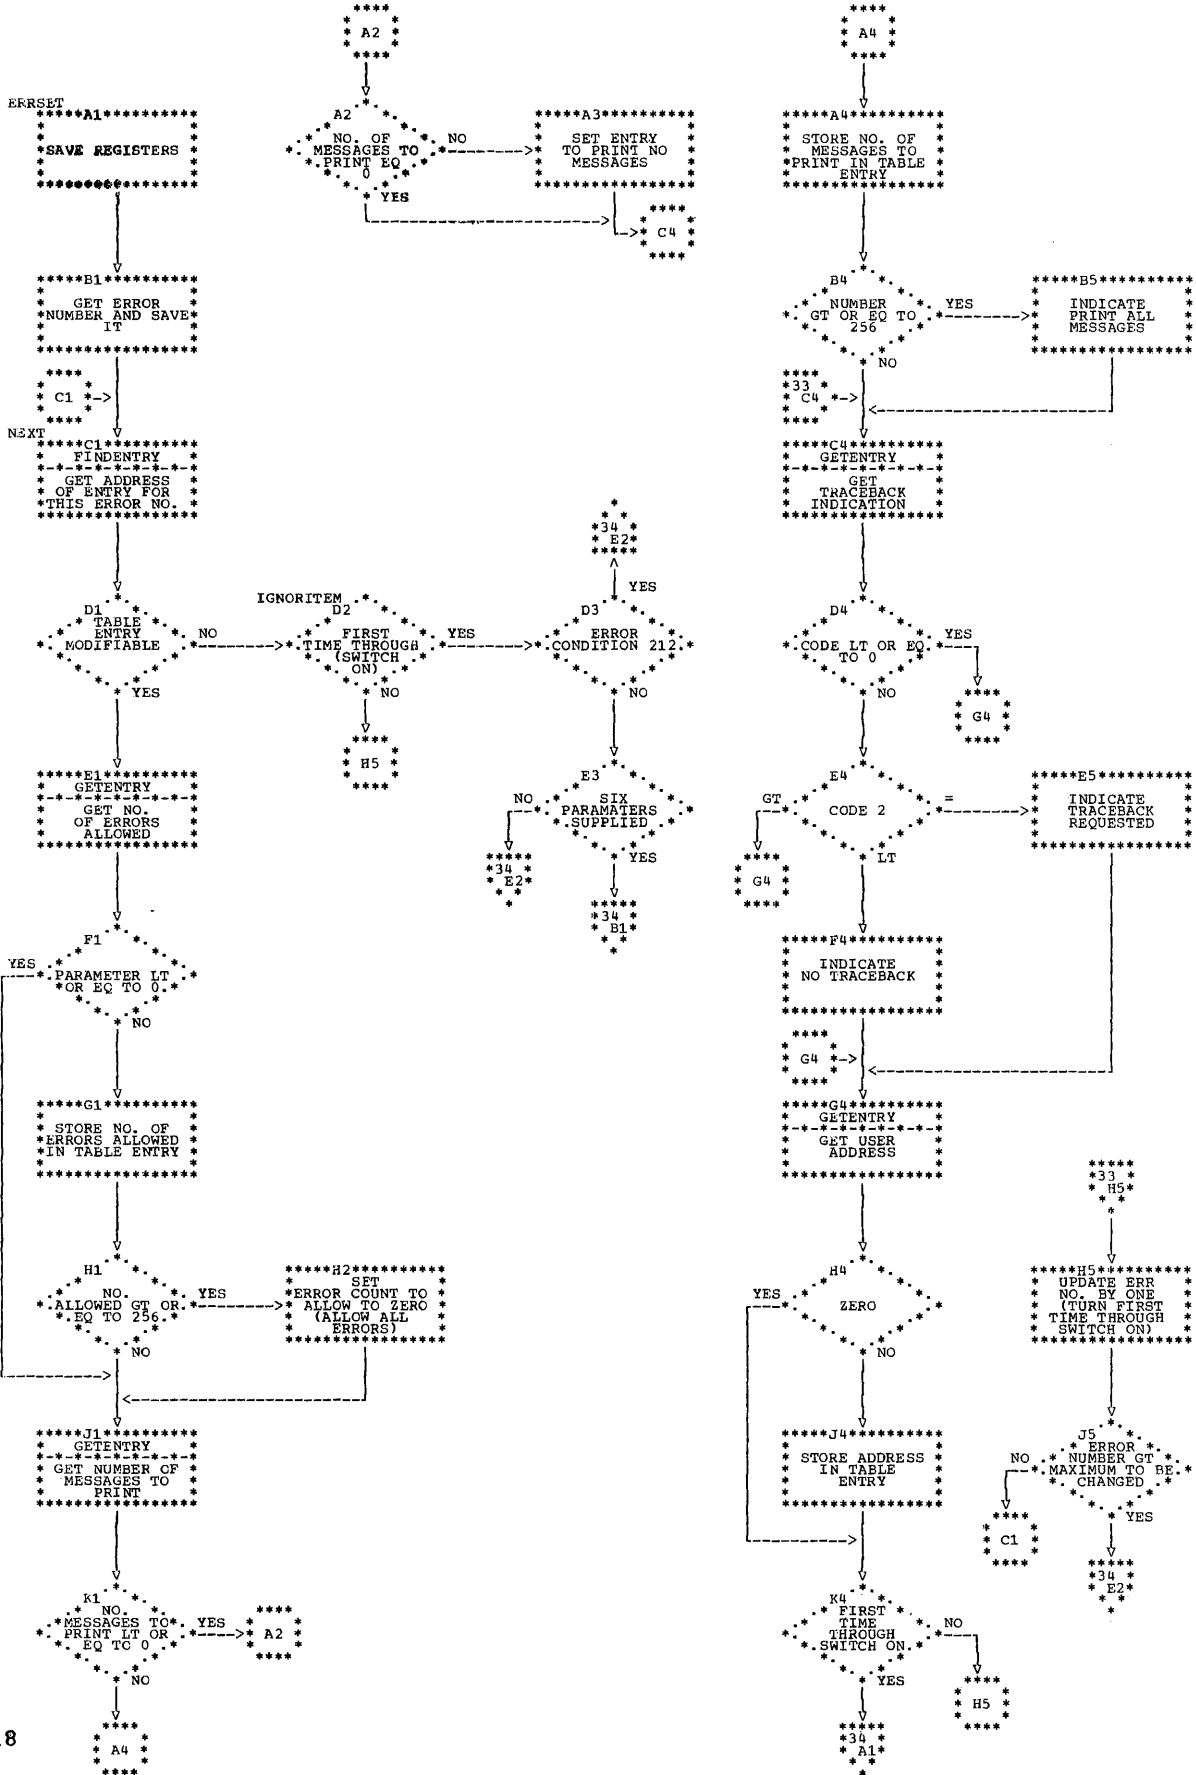 A2
A4
ERRSET
A1
SAVE REGISTERS
A2
NO. OF
MESSAGES TO
PRINT EQ
0
NO
YES
A3
SET ENTRY
TO PRINT NO
MESSAGES
C4
A4
STORE NO. OF
MESSAGES TO
PRINT IN TABLE
ENTRY
B1
GET ERROR
NUMBER AND SAVE
IT
B4
NUMBER
GT OR EQ TO
256
YES
NO
B5
INDICATE
PRINT ALL
MESSAGES
C1
33
C4
NEXT
C1
FINDENTRY
GET ADDRESS
OF ENTRY FOR
THIS ERROR NO.
C4
GETENTRY
GET
TRACEBACK
INDICATION
34
E2
YES
D1
TABLE
ENTRY
MODIFIABLE
NO
YES
IGNORITEM
D2
FIRST
TIME THROUGH
(SWITCH
ON)
YES
NO
D3
ERROR
CONDITION 212
NO
D4
CODE LT OR EQ
TO 0
YES
NO
H5
G4
E1
GETENTRY
GET NO.
OF ERRORS
ALLOWED
E3
SIX
PARAMATERS
SUPPLIED
NO
YES
34
E2
34
B1
E4
CODE 2
GT
=
LT
G4
E5
INDICATE
TRACEBACK
REQUESTED
F1
PARAMETER LT
OR EQ TO 0
YES
NO
F4
INDICATE
NO TRACEBACK
G4
G1
STORE NO. OF
ERRORS ALLOWED
IN TABLE ENTRY
G4
GETENTRY
GET USER
ADDRESS
33
H5
H1
NO.
ALLOWED GT OR
EQ TO 256
YES
NO
H2
SET
ERROR COUNT TO
ALLOW TO ZERO
(ALLOW ALL
ERRORS)
H4
ZERO
YES
NO
H5
UPDATE ERR
NO. BY ONE
(TURN FIRST
TIME THROUGH
SWITCH ON)
J1
GETENTRY
GET NUMBER OF
MESSAGES TO
PRINT
J4
STORE ADDRESS
IN TABLE
ENTRY
J5
ERROR
NUMBER GT
MAXIMUM TO BE
CHANGED
NO
YES
C1
34
E2
K1
NO.
MESSAGES TO
PRINT LT OR
EQ TO 0
YES
A2
NO
A4
K4
FIRST
TIME
THROUGH
SWITCH ON
NO
YES
H5
34
A1
8